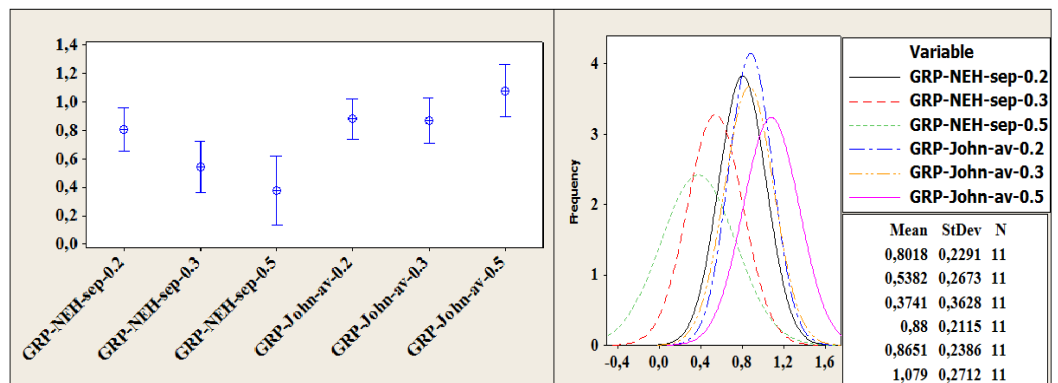 1,4
1,2
1,0
0,8
0,6
0,4
0,2
0,0
GRP-NEH-sep-0.2
GRP-NEH-sep-0.3
GRP-NEH-sep-0.5
GRP-John-av-0.2
GRP-John-av-0.3
GRP-John-av-0.5
Frequency
4
3
2
1
0
-0,4 0,0 0,4 0,8 1,2 1,6
Variable
GRP-NEH-sep-0.2
GRP-NEH-sep-0.3
GRP-NEH-sep-0.5
GRP-John-av-0.2
GRP-John-av-0.3
GRP-John-av-0.5
Mean StDev N
0,8018 0,2291 11
0,5382 0,2673 11
0,3741 0,3628 11
0,88 0,2115 11
0,8651 0,2386 11
1,079 0,2712 11